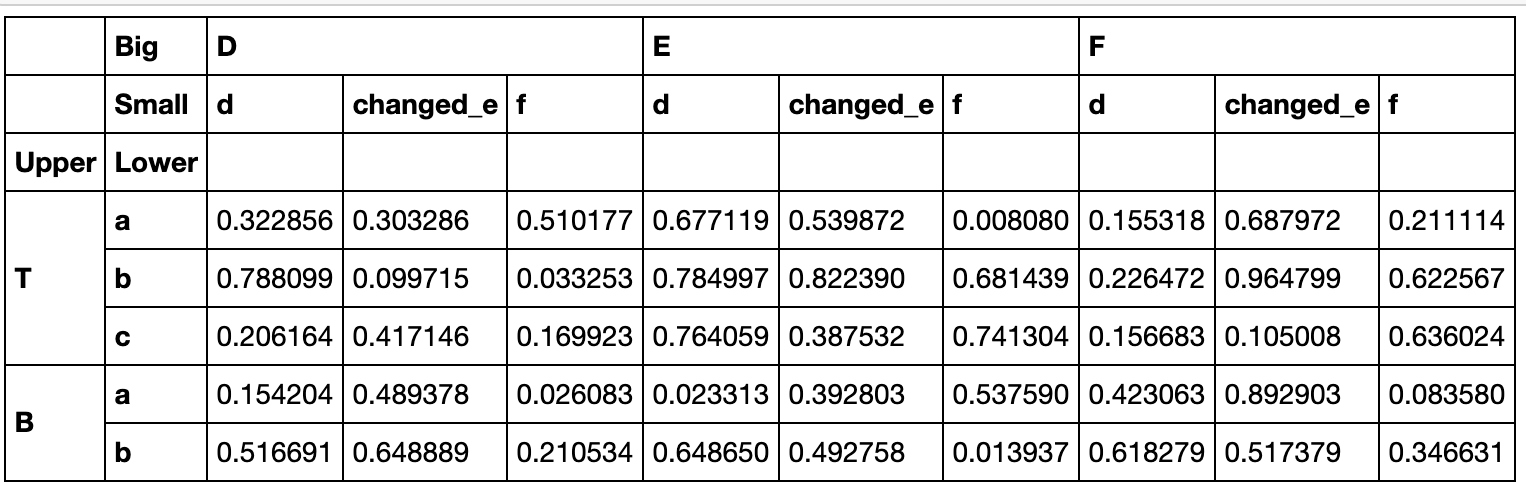 Big D E F
Small d changed_e f d changed_e f d changed_e f
Upper Lower
a 0.322856 0.303286 0.510177 0.677119 0.539872 0.008080 0.155318 0.687972 0.211114
T b 0.788099 0.099715 0.033253 0.784997 0.822390 0.681439 0.226472 0.964799 0.622567
c 0.206164 0.417146 0.169923 0.764059 0.387532 0.741304 0.156683 0.105008 0.636024
B a 0.154204 0.489378 0.026083 0.023313 0.392803 0.537590 0.423063 0.892903 0.083580
b 0.516691 0.648889 0.210534 0.648650 0.492758 0.013937 0.618279 0.517379 0.346631